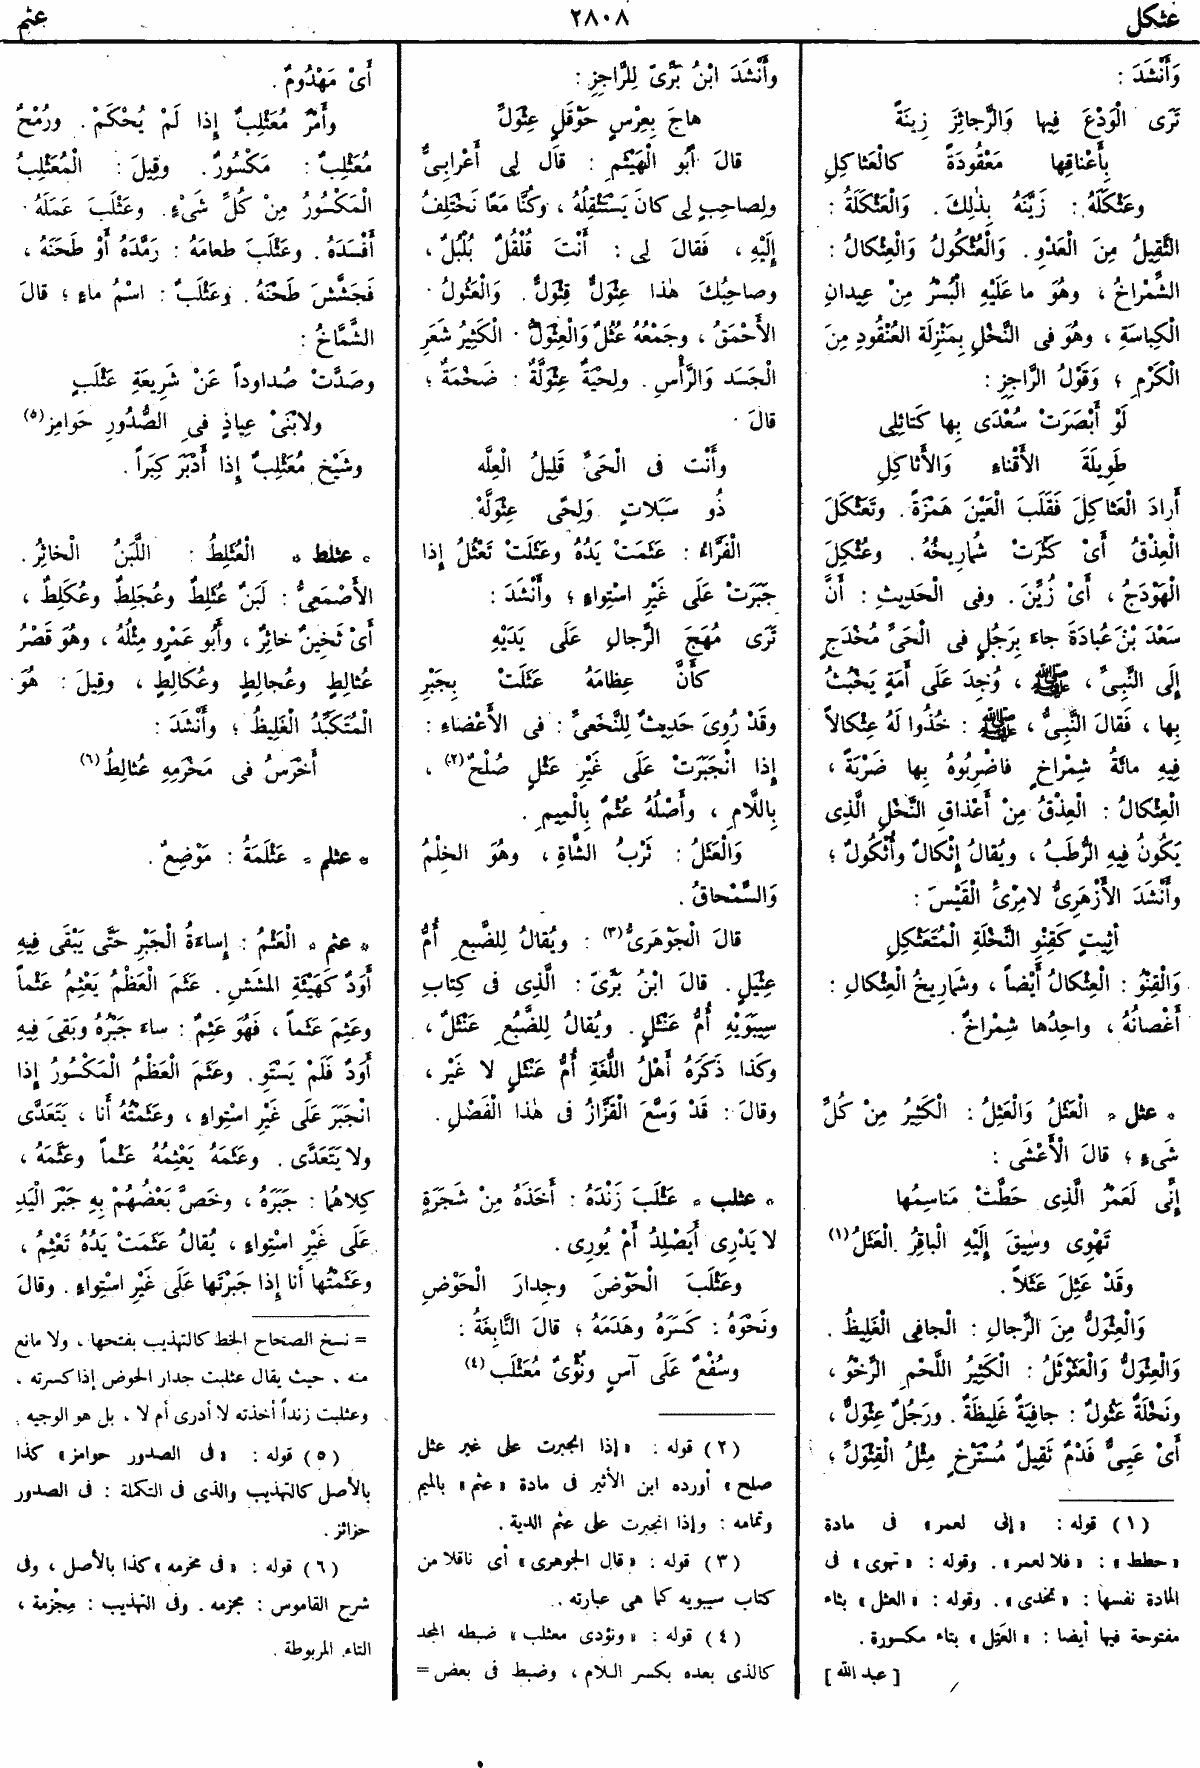 عثكل
٢٨٠٨
عثم
وَأَنْشَدَ :
تَرَى الْوَدْعَ فِيها وَالرَّجائِزَ زِينَةً
بِأَعْناقِها مَعْقُودَةً كالْعَثاكِلِ
وعَثْكَلَهُ : زَيَّنَهُ بِذٰلِكَ . وَالْعَثْكَلَةُ :
الثَّقِيلُ مِنَ الْعَدْوِ . وَالْعُثْكُولُ وَالْعِثْكالُ :
الشِّمْراخُ ، وهُوَ ما عَلَيْهِ الْبُسْرُ مِنْ عِيدانِ
الْكِباسَةِ ، وهُوَ فى النَّخْلِ بِمَنْزِلَةِ العُنْقُودِ مِنَ
الْكَرْمِ ؛ وَقَوْلُ الرَّاجِزِ :
لَوْ أَبْصَرَتْ سُعْدَى بِها كَتائِلِى
طَوِيلَةَ الأَقْناءِ وَالأَثاكِلِ
أَرادَ الْعَثاكِلَ فَقَلَبَ الْعَيْنَ هَمْزَةً . وتَعَثْكَلَ
الْعِذْقُ أَىْ كَثُرَتْ شَمارِيخُهُ . وعُثْكِلَ
الْهَوْدَجُ ، أَىْ زُيِّنَ . وفى الْحَدِيثِ : أَنَّ
سَعْدَ بْنَ عُبادَةَ جاءَ بِرَجُلٍ فى الْحَىِّ مُخْدَجٍ
إِلَى النَّبِىِّ ، ﷺ ، وُجِدَ عَلَى أَمَةٍ يَخْبُثُ
بِها ، فَقالَ النَّبِىُّ ، ﷺ : خُذُوا لَهُ عِثْكالاً
فِيهِ مائَةُ شِمْراخٍ فاضْرِبُوهُ بِها ضَرْبَةً ،
الْعِثْكالُ : الْعِذْقُ مِنْ أَعْذاقِ النَّخْلِ الَّذِى
يَكُونُ فِيهِ الرُّطَبُ ، ويُقالُ إِثْكالٌ وأُثْكُولٌ ؛
وأَنْشَدَ الأَزْهَرِىُّ لامْرِئِ الْقَيْسَ :
أَثِيثٍ كَقِنْوِ النَّخْلَةِ الْمُتَعَثْكِلِ
وَالْقِنْوُ : الْعِثْكالُ أَيْضاً ، وشَمارِيخُ الْعِثْكالِ :
أَغْصانُهُ ، واحِدُها شِمْراخٌ .
« عثل » الْعَثَلُ وَالْعَثِلُ : الْكَثِيرُ مِنْ كُلِّ
شَىءٍ ؛ قالَ الْأَعْشَى :
إِنِّى لَعَمْرُ الَّذِى حَطَّتْ مَناسِمُها
تَهْوِى وسِيقَ إِلَيْهِ الْباقِرُ الْعَثَلُ(١)
وقَدْ عَثِلَ عَثَلاً .
وَالْعِثْوَلُّ مِنَ الرِّجالِ : الْجافِى الْغَلِيظُ .
وَالْعِثْوَلُّ وَالْعَثَوْثَلُ : الْكَثِيرُ اللَّحْمِ الرِّخْوُ ،
ونَخْلَةٌ عَثُولٌ : جافِيَةٌ غَلِيظَةٌ . ورَجُلٌ عِثْوَلٌّ ،
أَىْ عَيِىٌّ فَدْمٌ ثَقِيلٌ مُسْتَرْخٍ مِثْلُ الْقِثْوَلِّ ؛
(١) قوله : « إنى لعمر» فى مادة
«حطط» : «فلا لعمر» . وقوله : «تهوى» فى
المادة نفسها : «تخدى» . وقوله : «العثل» بثاء
مفتوحة فيها أيضا : «العَثِل» بثاء مكسورة .
[عبد الله]
وأَنْشَدَ ابْنُ بَرِّىّ لِلرَّاجِزِ :
هاجَ بِعِرْسٍ حَوْقَلٍ عِثْوَلِّ
قالَ أَبُو الْهَيْثَمِ : قالَ لِى أَعْرابِىٌّ
ولِصاحِبٍ لِى كانَ يَسْتَثْقِلُهُ ، وكُنَّا مَعًا نَخْتَلِفُ
إِلَيْهِ ، فَقالَ لِى : أَنْتَ قُلْقُلٌ بُلْبُلٌ ،
وصاحِبُكَ هٰذا عِثْوَلٌّ قِثْوَلٌّ . وَالْعَثُولُ :
الأَحْمَقُ ، وجَمْعُهُ عُثُلٌ وَالْعِثْوَلُّ : الْكَثِيرُ شَعَرِ
الْجَسَدِ وَالرَّأْسِ . ولِحْيَةٌ عِثْوَلَّةٌ : ضَخْمَةٌ ؛
قالَ :
وأَنْت فى الْحَىِّ قَلِيلُ الْعِلَّه
ذُو سَبَلاتٍ وَلِحًى عِثْوَلَّهْ
الْفَرَّاءُ : عَثَمَتْ يَدُهُ وعَثَلَتْ تَعْثُلُ إِذا
جَبَرَتْ عَلَى غَيْرِ اسْتِواءٍ ؛ وأَنْشَدَ :
تَرَى مُهَجَ الرِّجالِ عَلَى يَدَيْهِ
كَأَنَّ عِظامَهُ عَثَلَتْ بِجَبْرِ
وقَدْ رُوِىَ حَدِيثٌ لِلنَّخَعِىِّ : فى الأَعْضاءِ :
إِذا انْجَبَرَتْ عَلَى غَيْرِ عَثْلٍ صُلْحٌ(٢) ،
بِاللَّامِ ، وأَصْلُهُ عُثْمٌ بِالْمِيمِ .
وَالْعَثَلُ : ثَرْبُ الشَّاةِ ، وهُوَ الخِلْمُ
وَالسِّمْحاقُ .
قالَ الْجَوْهَرِىُّ(٣) : ويُقالُ لِلضَّبعِ أُمُّ
عِثْيَلٍ . قالَ ابْنُ بَرِّىّ : الَّذِى فى كِتابِ
سِيبَوَيْهِ أُمُّ عَنْثَلٍ . ويُقالُ لِلضَّبُعِ عَنْثَلٌ ،
وكَذا ذَكَرَهُ أَهْلُ اللُّغَةِ أُمُّ عَنْثَلٍ لا غَيْر ،
وقالَ : قَدْ وَسَّعَ الْقَزَّازُ فى هٰذا الْفَصْلِ .
« عثلب » عَثْلَبَ زَنْدَهُ : أَخَذَهُ مِنْ شَجَرَةٍ
لا يَدْرِى أَيَصْلِدُ أَمْ يُورِى .
وعَثْلَبَ الْحَوْضَ وجِدارَ الْحَوْضِ
ونَحْوَهُ : كَسَرَهُ وهَدَمَهُ ؛ قالَ النَّابِغَةُ :
وسُفْعٌ عَلَى آسٍ ونُؤْىٌ مُعَثْلَب(٤)
(٢) قوله : «إذا انجبرت على غير عثل
صلح» أورده ابن الأثير فى مادة «عثم» بالميم
وتمامه : وإذا انجبرت على عثم الدية .
(٣) قوله : «قال الجوهرى» أى ناقلا من
كتاب سيبويه كما هى عبارته .
(٤) قوله : «ونؤدى معثلب» ضبطه المجد
كالذى بعده بكسر اللام ، وضبط فى بعض =
أَىْ مَهْدُومٌ .
وأَمْرٌ مُعَثْلِبٌ إِذا لَمْ يُحْكَمْ . ورُمْحٌ
مُعَثْلِبٌ : مَكْسُورٌ . وقِيلَ : الْمُعَثْلِبُ
الْمَكْسُورُ مِنْ كُلِّ شَىْءٍ . وعَثْلَبَ عَمَلَهُ :
أَفْسَدَهُ . وعَثْلَبَ طَعامَهُ : رَمَّدَهُ أَوْ طَحَنَهُ ،
فَجَشَّشَ طَحْنَهُ . وعَثْلَبٌ : اسْمُ ماءٍ ؛ قالَ
الشَّمَّاخُ :
وصَدَّتْ صُداوداً عَنْ شَرِيعَةِ عَثْلَبٍ
ولابْنَىْ عِياذٍ فى الصُّدُورِ حَوامِز(٥)
وشَيْخٌ مُعَثْلِبٌ إِذا أَدْبَرَ كِبَراً .
« عثلط » الْعُثَلِطُ : اللَّبَنُ الْخاثِرُ .
الأَصْمَعِىُّ : لَبَنٌ عُثَلِطٌ وعُجَلِطٌ وعُكَلِطٌ ،
أَىْ ثَخِينٌ خاثِرٌ ، وأَبُو عَمْرٍو مِثْلُهُ ، وهُوَ قَصْرُ
عُثالِطٍ وعُجالِطٍ وعُكالِطٍ ، وقِيلَ : هُوَ
الْمُتَكَبِّدُ الْغَلِيظُ ؛ وأَنْشَدَ :
أَخْرَسُ فى مَخْرَمِهِ عُثالِطُ(٦)
« عثلم » عَثْلَمَةُ : مَوْضِعٌ .
« عثم » الْعَثْمُ : إِساءَةُ الْجَبْرِ حَتَّى يَبْقَى فِيهِ
أَوَدٌ كَهَيْئَةِ المَشَشِ . عَثَمَ الْعَظْمُ يَعْثِمُ عَثْماً
وعَثِمَ عَثَماً ، فَهُوَ عَثِمٌ : ساءَ جَبْرُهُ وبَقِىَ فِيهِ
أَوَدٌ فَلَمْ يَسْتَوِ . وعَثَمَ الْعَظْمُ الْمَكْسُورُ إِذا
انْجَبَرَ عَلَى غَيْرِ اسْتِواءٍ ، وعَثَمْتُهُ أَنا ، يَتَعَدَّى
ولا يَتَعَدَّى . وعَثَمَهُ يَعْثِمُهُ عَثْماً وعَثَّمَهُ ،
كِلاهُما : جَبَرَهُ ، وخَصَّ بَعْضُهُمْ بِهِ جَبْرَ الْيَدِ
عَلَى غَيْرِ اسْتِواءٍ ، يُقالُ عَثَمَتْ يَدُهُ تَعْثِمُ ،
وعَثَمْتُها أَنا إِذا جَبَرْتَها عَلَى غَيْرِ اسْتِواءٍ . وقالَ
= نسخ الصحاح الخط كالتهذيب بفتحها ، ولا مانع
منه ، حيث يقال عثلبت جدار الحوض إذا كسرته ،
وعثلبت زنداً أخذته لا أدرى أم لا ، بل هو الوجيه .
(٥) قوله : «فى الصدور حوامز» كذا
بالأصل كالتهذيب والذى فى التكملة : فى الصدور
حزائز .
(٦) قوله : «فى مخرمه» كذا بالأصل ، وفى
شرح القاموس : مجزمه . وفى التهذيب : مِجْزمة ،
التاء المربوطة .